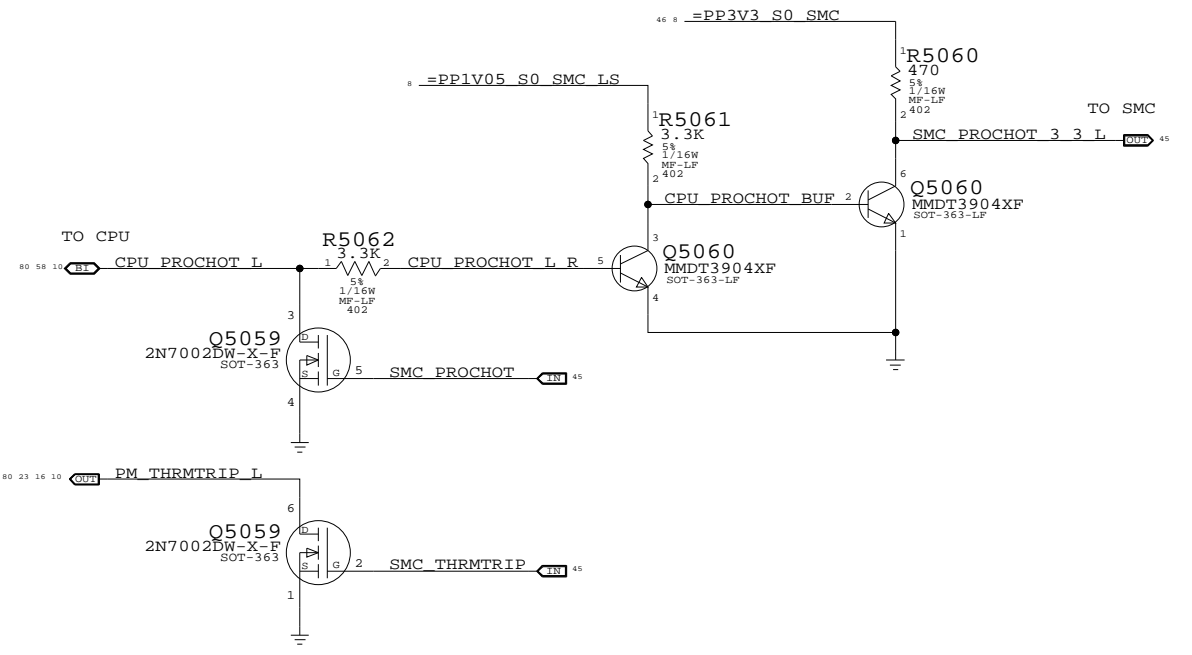 46 8 =PP3V3_S0_SMC
8 =PP1V05_S0_SMC_LS
1
R5060
470
5%
1/16W
MF-LF
402
2
TO SMC
SMC_PROCHOT_3_3_L OUT 45
1
R5061
3.3K
5%
1/16W
MF-LF
402
2
CPU_PROCHOT_BUF 2
6
Q5060
MMDT3904XF
SOT-363-LF
1
TO CPU
80 58 10 BI CPU_PROCHOT_L
R5062
3.3K
1 2
5%
1/16W
MF-LF
402
CPU_PROCHOT_L_R 5
3
Q5060
MMDT3904XF
SOT-363-LF
4
3
Q5059
2N7002DW-X-F
SOT-363
D
S G 5 SMC_PROCHOT IN 45
4
80 23 16 10 OUT PM_THRMTRIP_L
6
Q5059
2N7002DW-X-F
SOT-363
D
S G 2 SMC_THRMTRIP IN 45
1